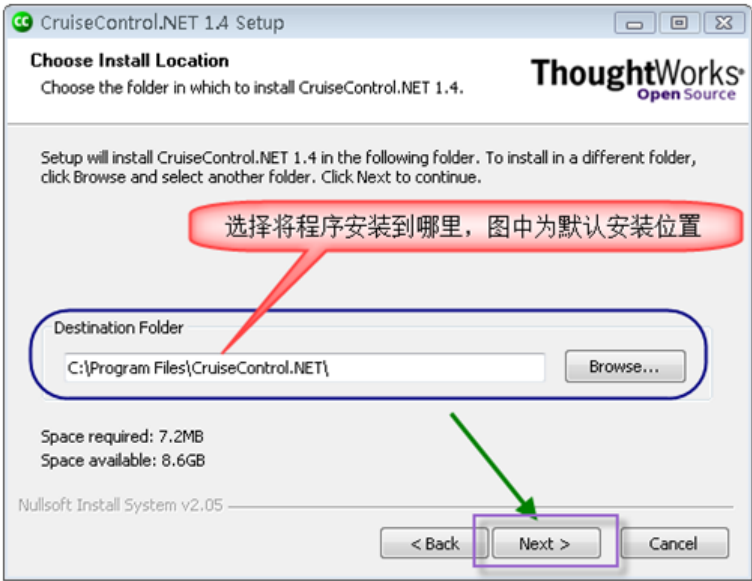 CruiseControl.NET 1.4 Setup
Choose Install Location
Choose the folder in which to install CruiseControl.NET 1.4.
ThoughtWorks
Open Source
Setup will install CruiseControl.NET 1.4 in the following folder. To install in a different folder,
click Browse and select another folder. Click Next to continue.
选择将程序安装到哪里，图中为默认安装位置
Destination Folder
C:\Program Files\CruiseControl.NET\
Browse...
Space required: 7.2MB
Space available: 8.6GB
Nullsoft Install System v2.05
< Back
Next >
Cancel